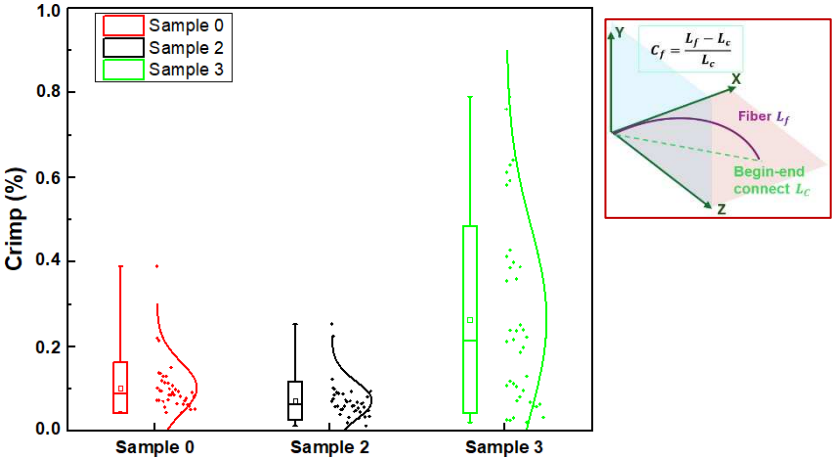 1.0
0.8
0.6
0.4
0.2
0.0
Crimp (%)
Sample 0
Sample 2
Sample 3
Sample 0
Sample 2
Sample 3
Y
C_f = (L_f − L_c) / L_c
X
Fiber L_f
Begin-end
connect L_C
Z